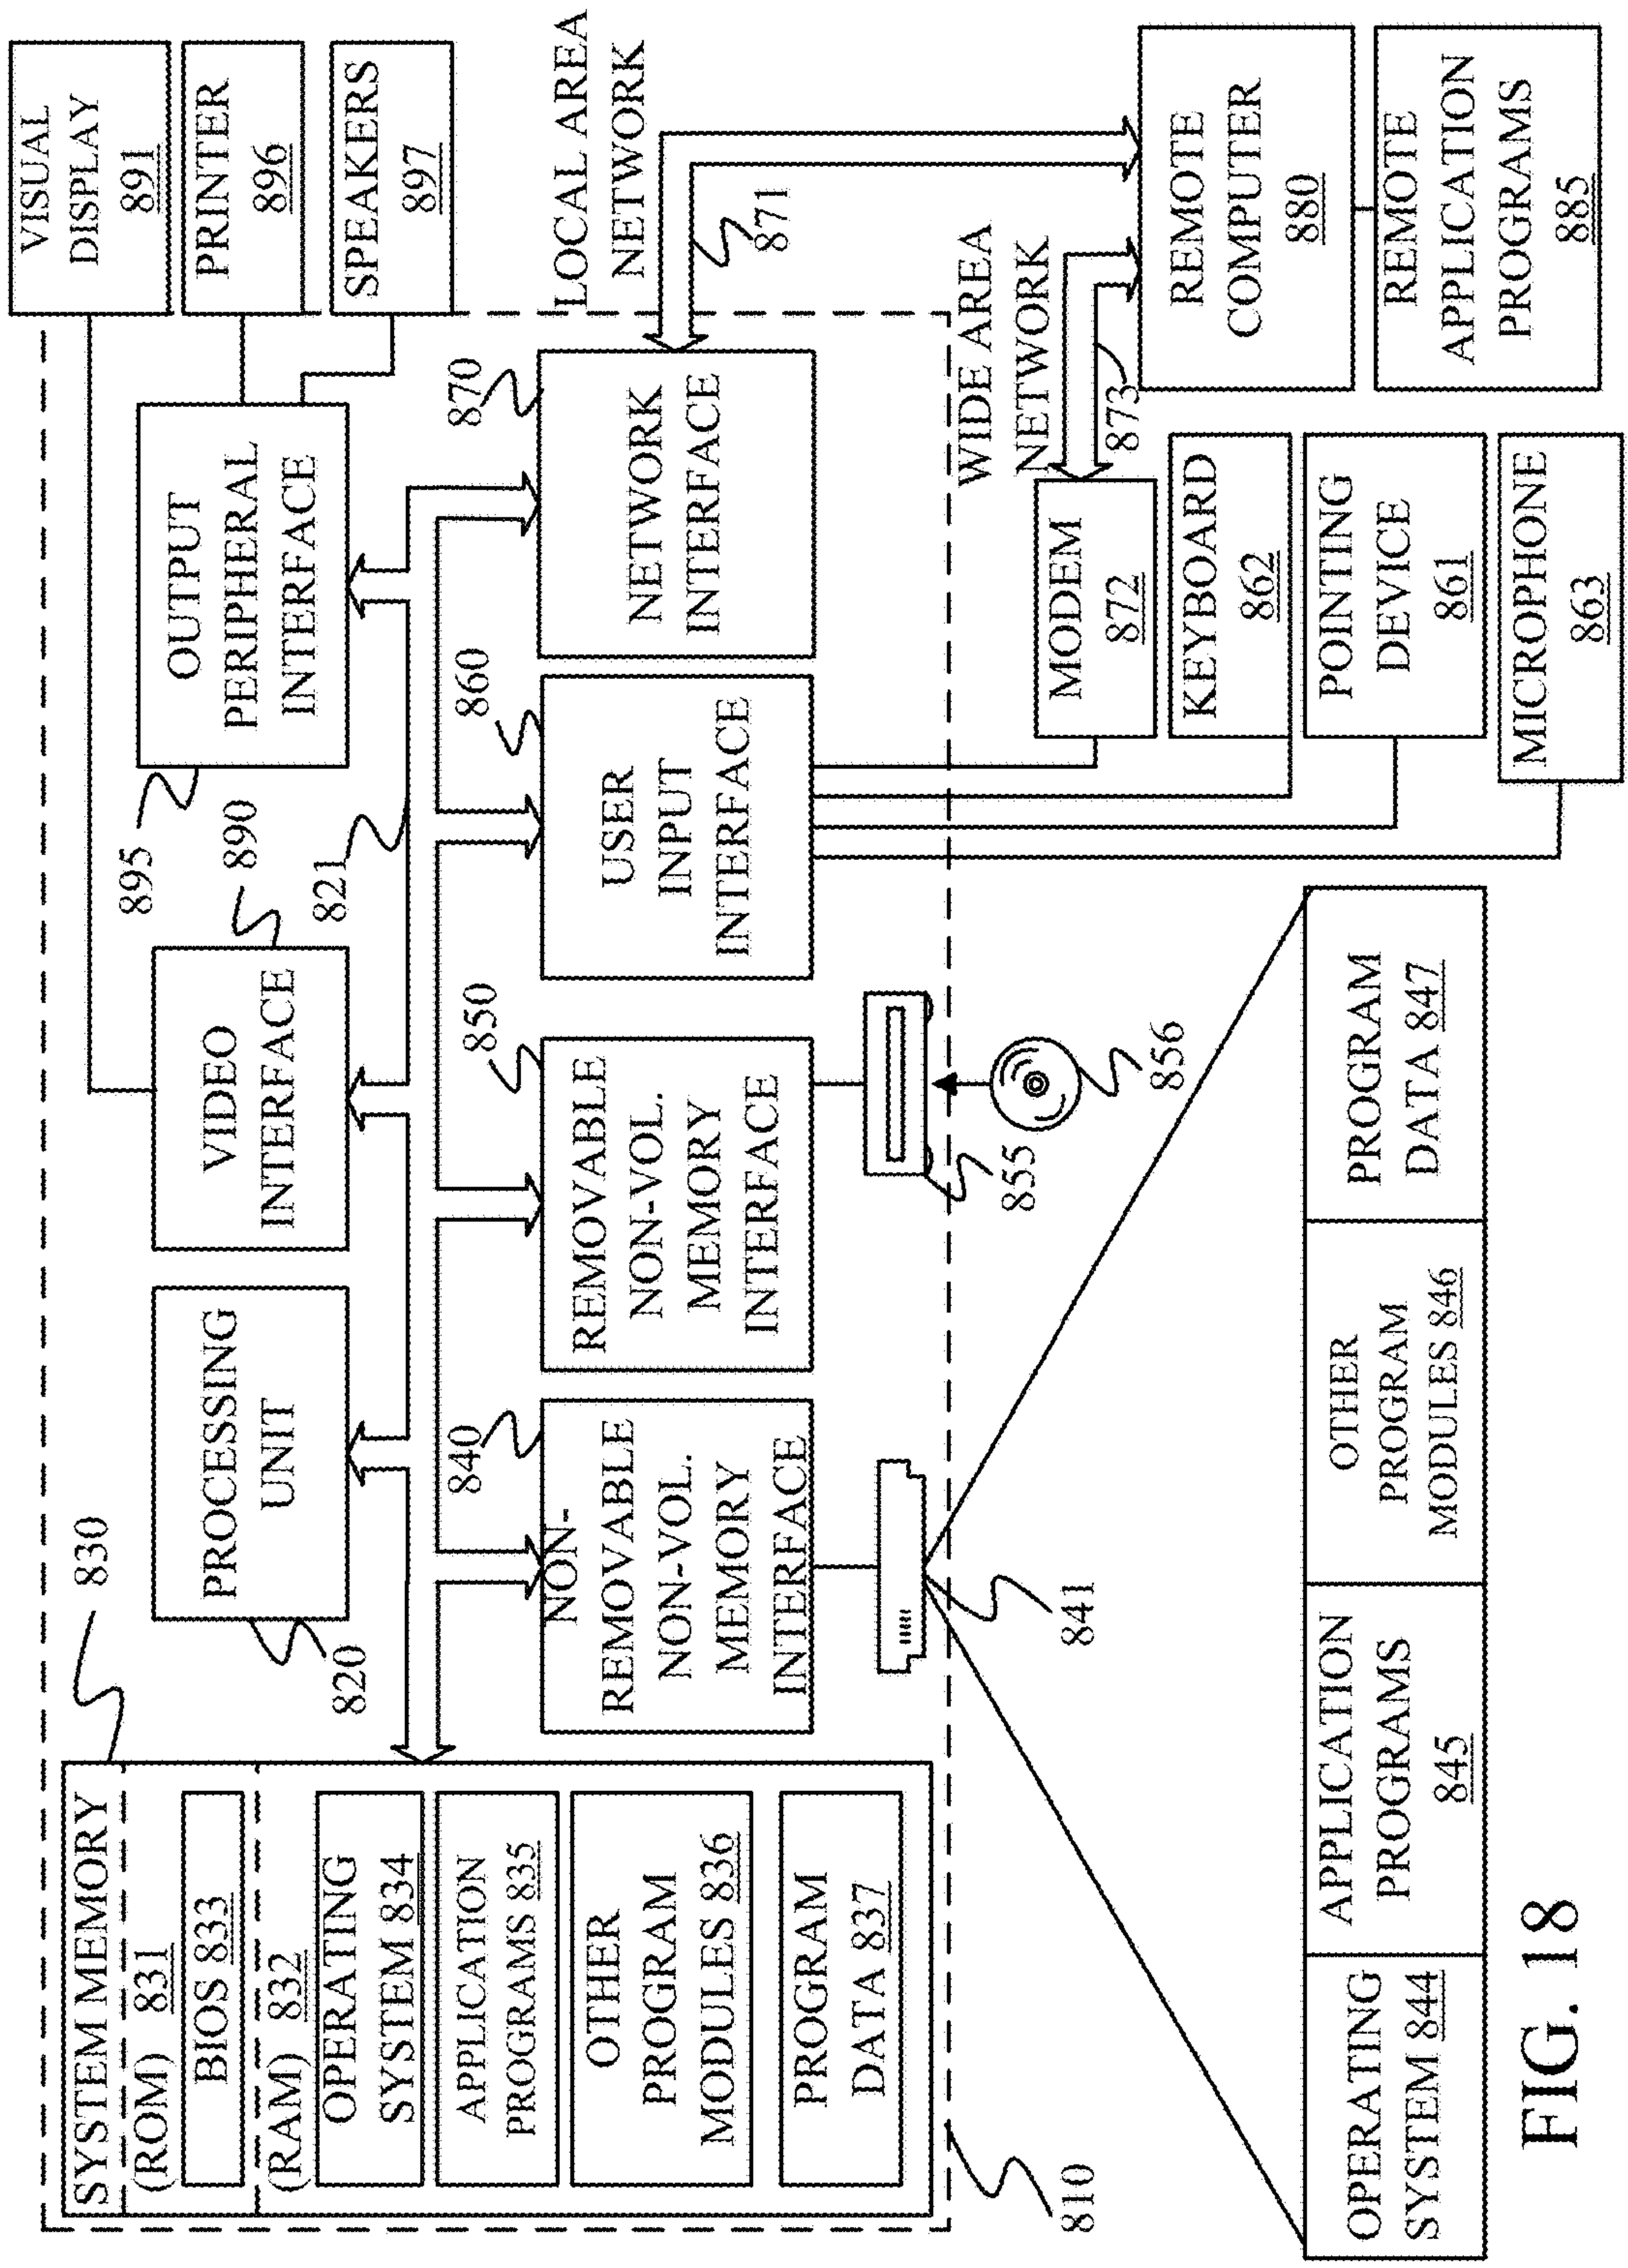 SYSTEM MEMORY
(ROM) 831
BIOS 833
(RAM) 832
OPERATING
SYSTEM 834
APPLICATION
PROGRAMS 835
OTHER
PROGRAM
MODULES 836
PROGRAM
DATA 837
830
810
PROCESSING
UNIT
820
VIDEO
INTERFACE
890
OUTPUT
PERIPHERAL
INTERFACE
895
821
VISUAL
DISPLAY
891
PRINTER
896
SPEAKERS
897
NON-
REMOVABLE
NON-VOL.
MEMORY
INTERFACE
840
REMOVABLE
NON-VOL.
MEMORY
INTERFACE
850
USER
INPUT
INTERFACE
860
NETWORK
INTERFACE
870
LOCAL AREA
NETWORK
871
841
855
856
WIDE AREA
NETWORK
873
MODEM
872
KEYBOARD
862
POINTING
DEVICE
861
MICROPHONE
863
REMOTE
COMPUTER
880
REMOTE
APPLICATION
PROGRAMS
885
OPERATING
SYSTEM 844
APPLICATION
PROGRAMS
845
OTHER
PROGRAM
MODULES 846
PROGRAM
DATA 847
FIG. 18